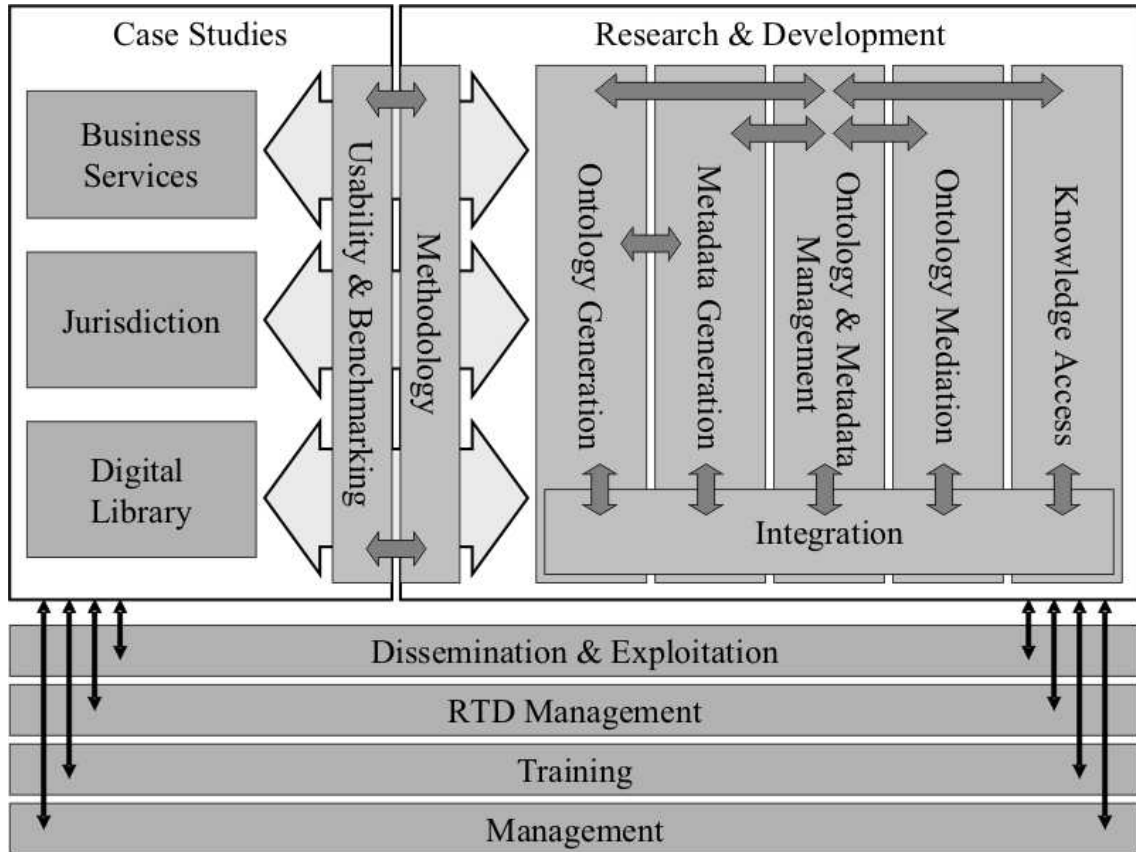 Case Studies
Research & Development
Business
Services
Jurisdiction
Digital
Library
Usability & Benchmarking
Methodology
Ontology Generation
Metadata Generation
Ontology & Metadata
Management
Ontology Mediation
Knowledge Access
Integration
Dissemination & Exploitation
RTD Management
Training
Management